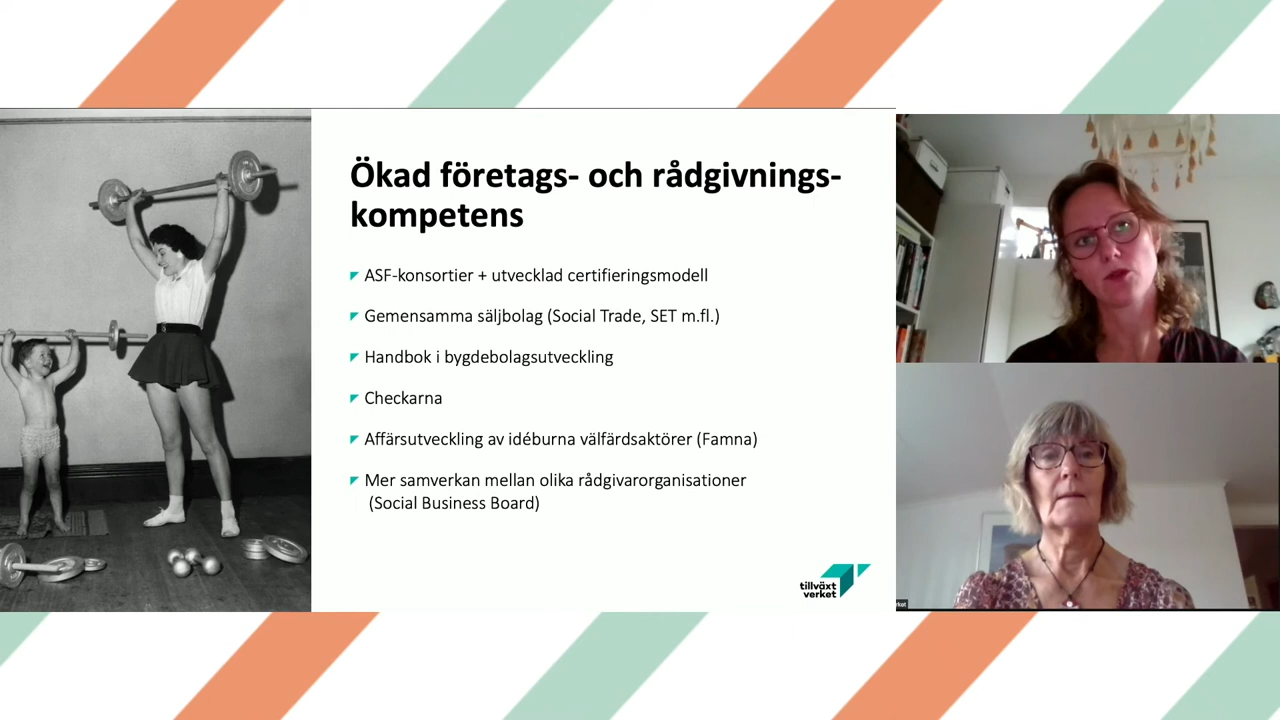 Ökad företags- och rådgivnings-
kompetens
ASF-konsortier + utvecklad certifieringsmodell
Gemensamma säljbolag (Social Trade, SET m.fl.)
Handbok i bygdebolagsutveckling
Checkarna
Affärsutveckling av idéburna välfärdsaktörer (Famna)
Mer samverkan mellan olika rådgivarorganisationer
(Social Business Board)
tillväxt
verket